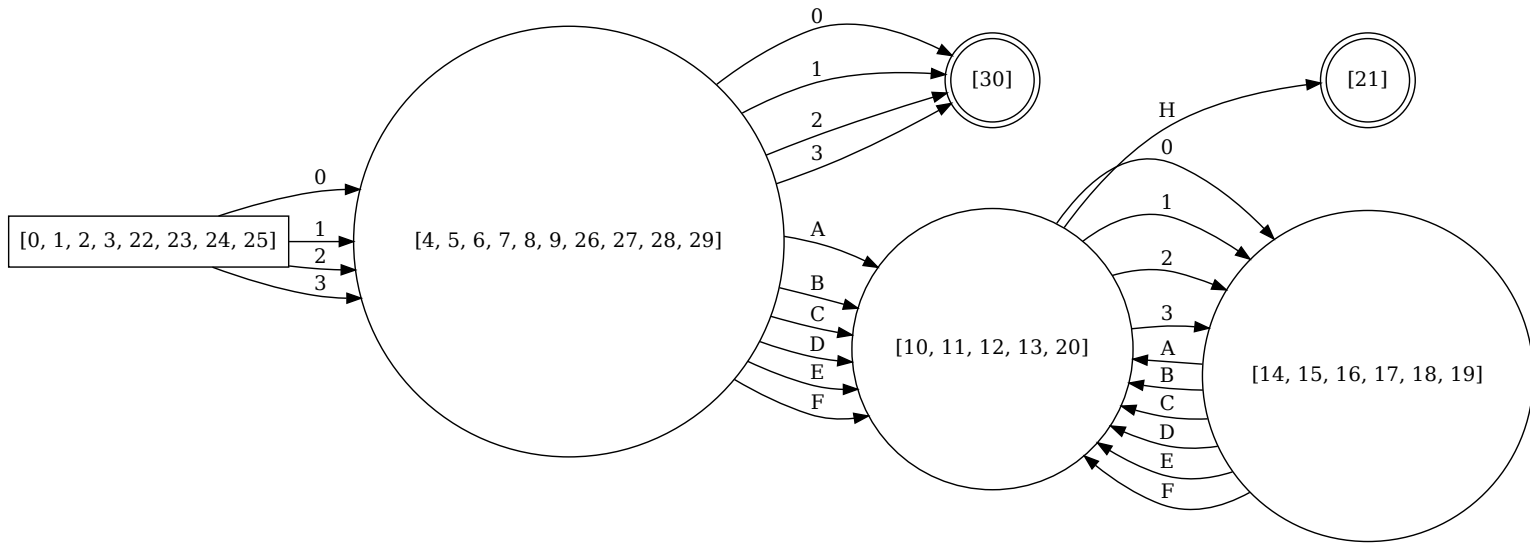 [0, 1, 2, 3, 22, 23, 24, 25]
0
1
2
3
[4, 5, 6, 7, 8, 9, 26, 27, 28, 29]
0
1
2
3
A
B
C
D
E
F
[30]
[10, 11, 12, 13, 20]
H
0
1
2
3
A
B
C
D
E
F
[21]
[14, 15, 16, 17, 18, 19]